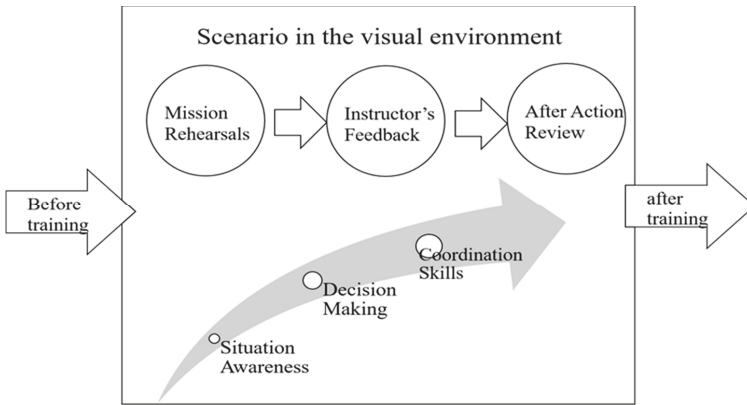 Scenario in the visual environment
Mission
Rehearsals
Instructor's
Feedback
After Action
Review
Before
training
after
training
Coordination
Skills
Decision
Making
Situation
Awareness